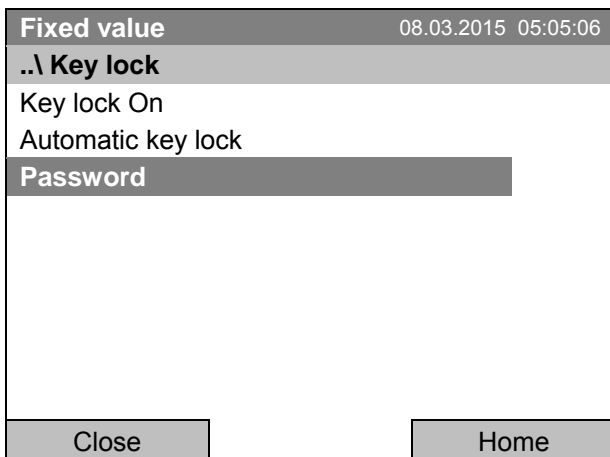 Fixed value 08.03.2015 05:05:06
..\ Key lock
Key lock On
Automatic key lock
Password
Close Home